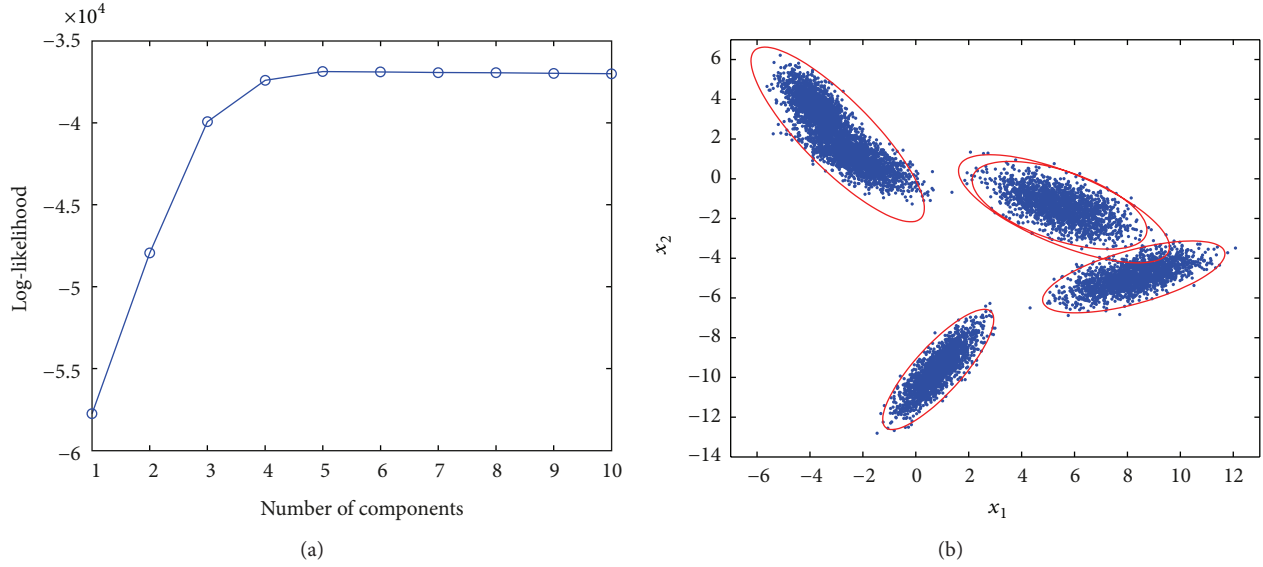 ×10⁴
−3.5
−4
−4.5
−5
−5.5
−6
Log-likelihood
1 2 3 4 5 6 7 8 9 10
Number of components
(a)
6
4
2
0
−2
−4
−6
−8
−10
−12
−14
x₂
−6 −4 −2 0 2 4 6 8 10 12
x₁
(b)